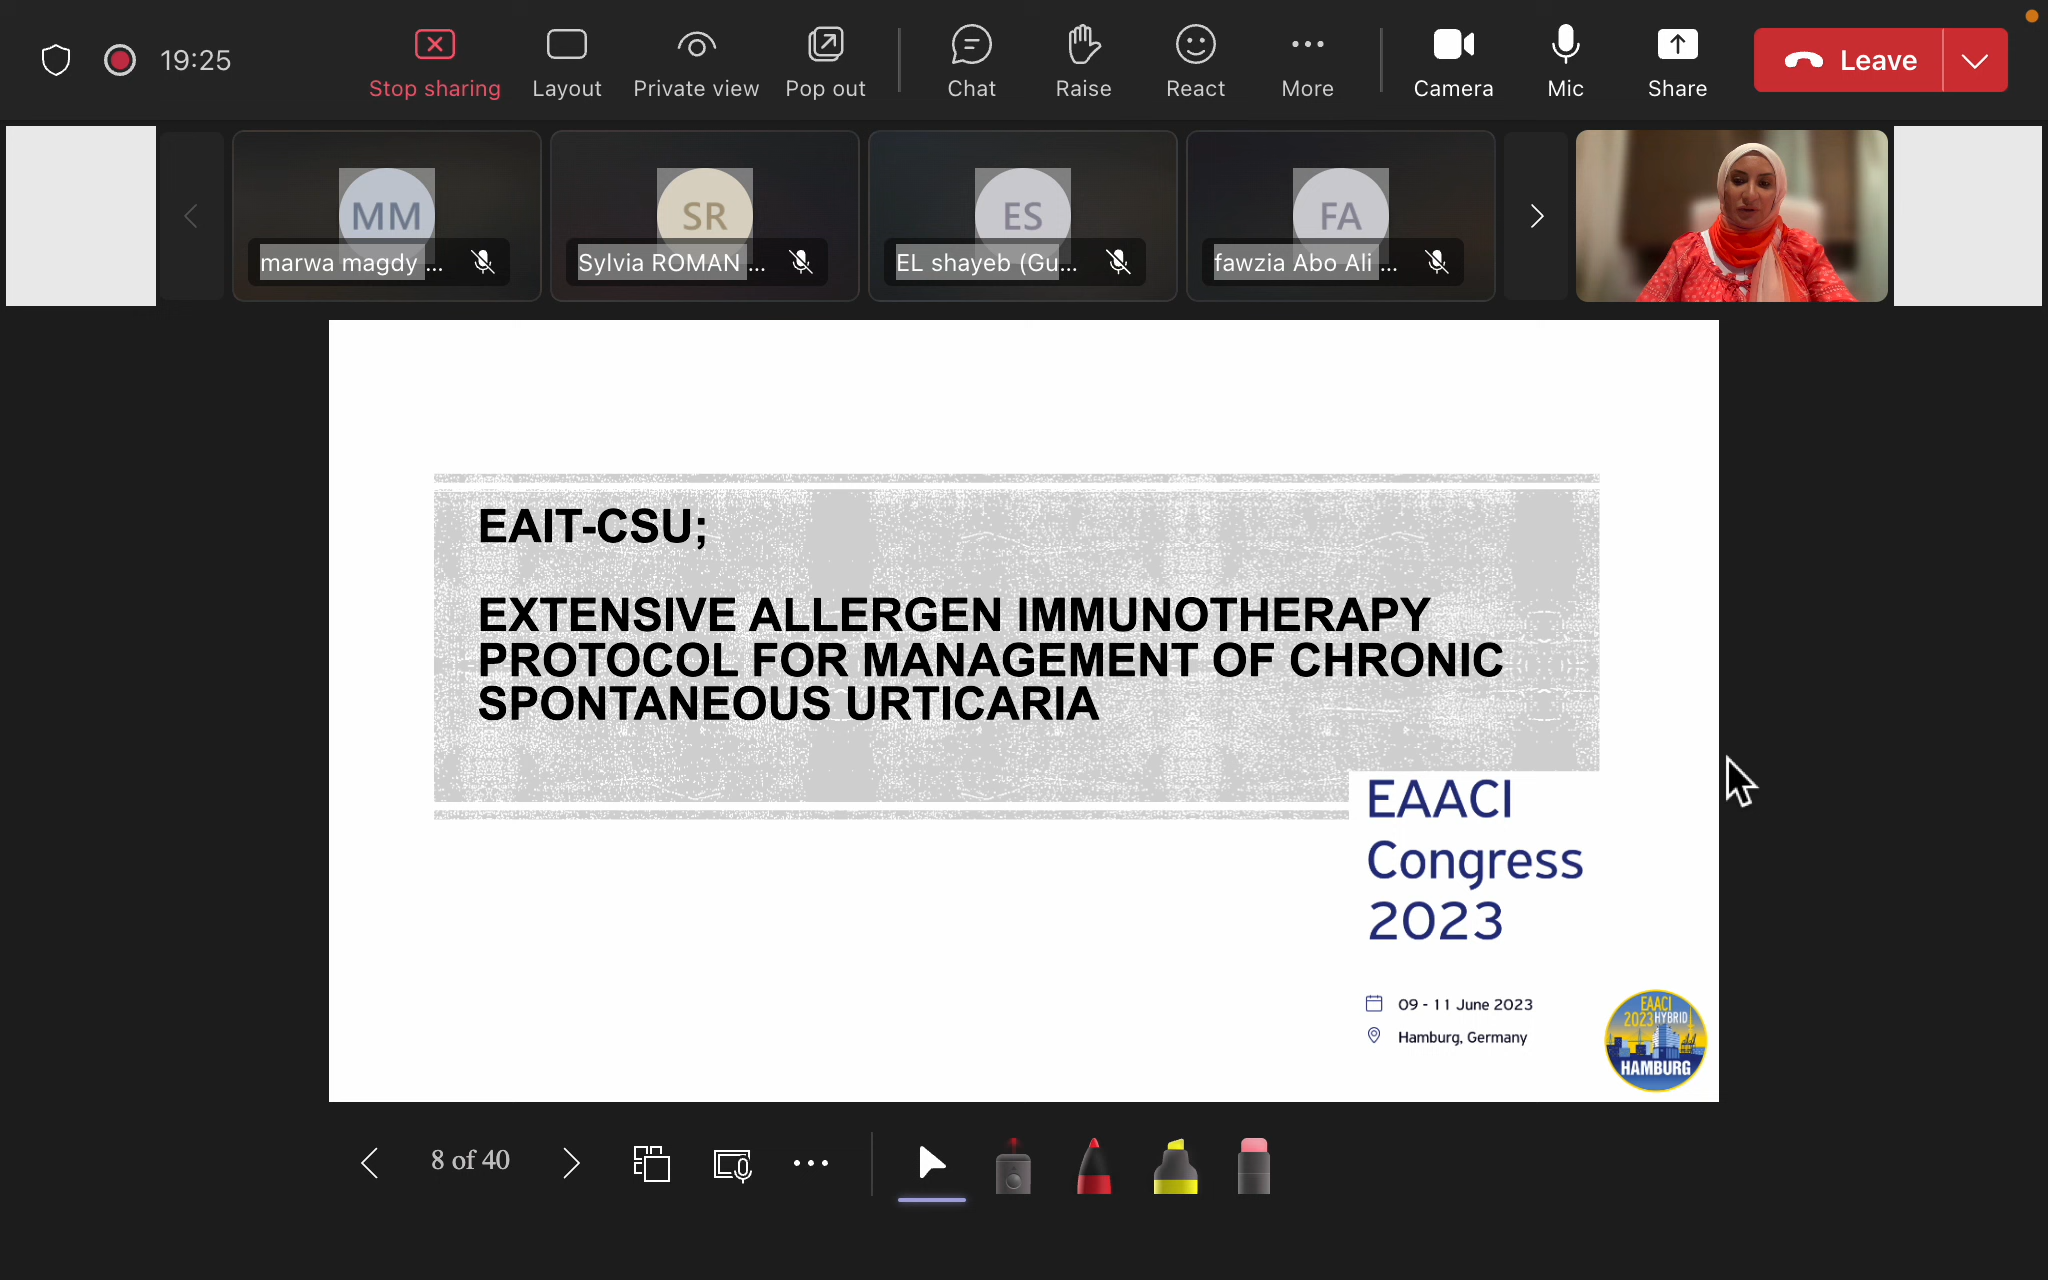 19:25
Stop sharing
Layout
Private view
Pop out
Chat
Raise
React
More
Camera
Mic
Share
Leave
MM
marwa magdy ...
SR
Sylvia ROMAN ...
ES
EL shayeb (Gu...
FA
fawzia Abo Ali ...
EAIT-CSU;
EXTENSIVE ALLERGEN IMMUNOTHERAPY
PROTOCOL FOR MANAGEMENT OF CHRONIC
SPONTANEOUS URTICARIA
EAACI
Congress
2023
09 - 11 June 2023
Hamburg, Germany
EAACI
2023 HYBRID
HAMBURG
8 of 40